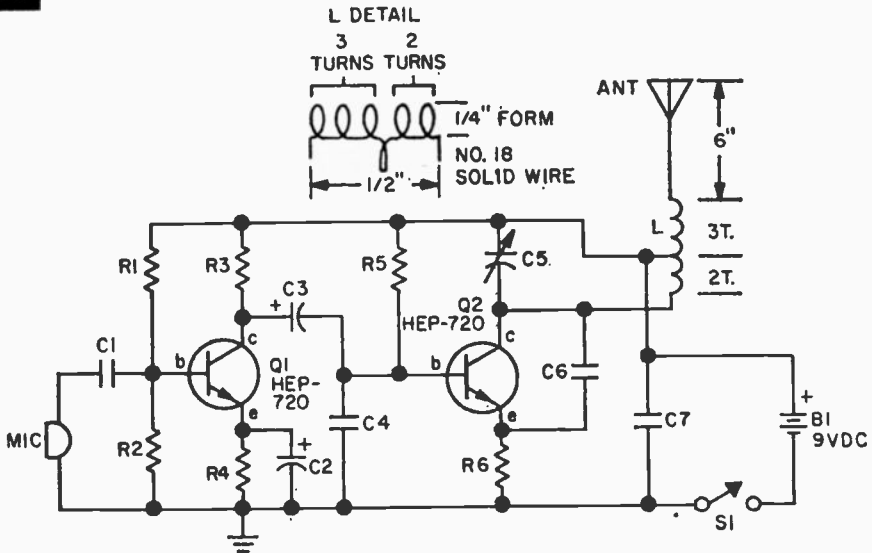 L DETAIL
3 2
TURNS TURNS
1/4" FORM
NO. 18
SOLID WIRE
1/2"
ANT
6"
L
3T.
2T.
R1
R3
R5
C5
C3
+
Q2
HEP-720
C1
b
c
Q1
HEP-
720
e
b
c
e
C6
MIC
R2
R4
+
C2
C4
R6
C7
+
B1
9VDC
S1